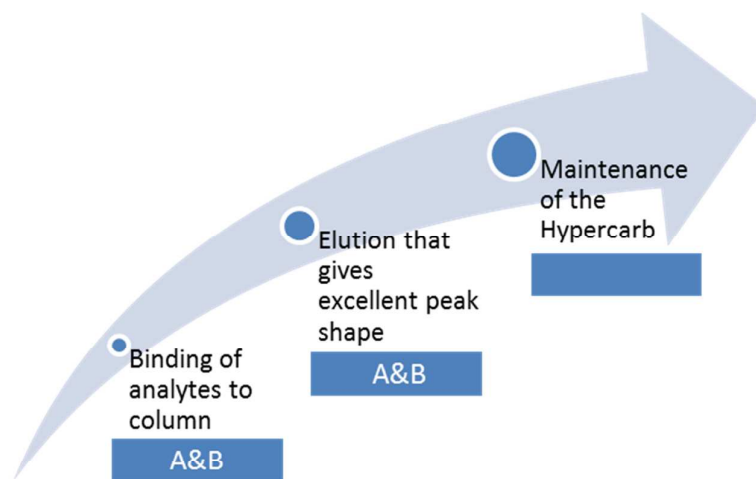 Binding of
analytes to
column
A&B
Elution that
gives
excellent peak
shape
A&B
Maintenance
of the
Hypercarb